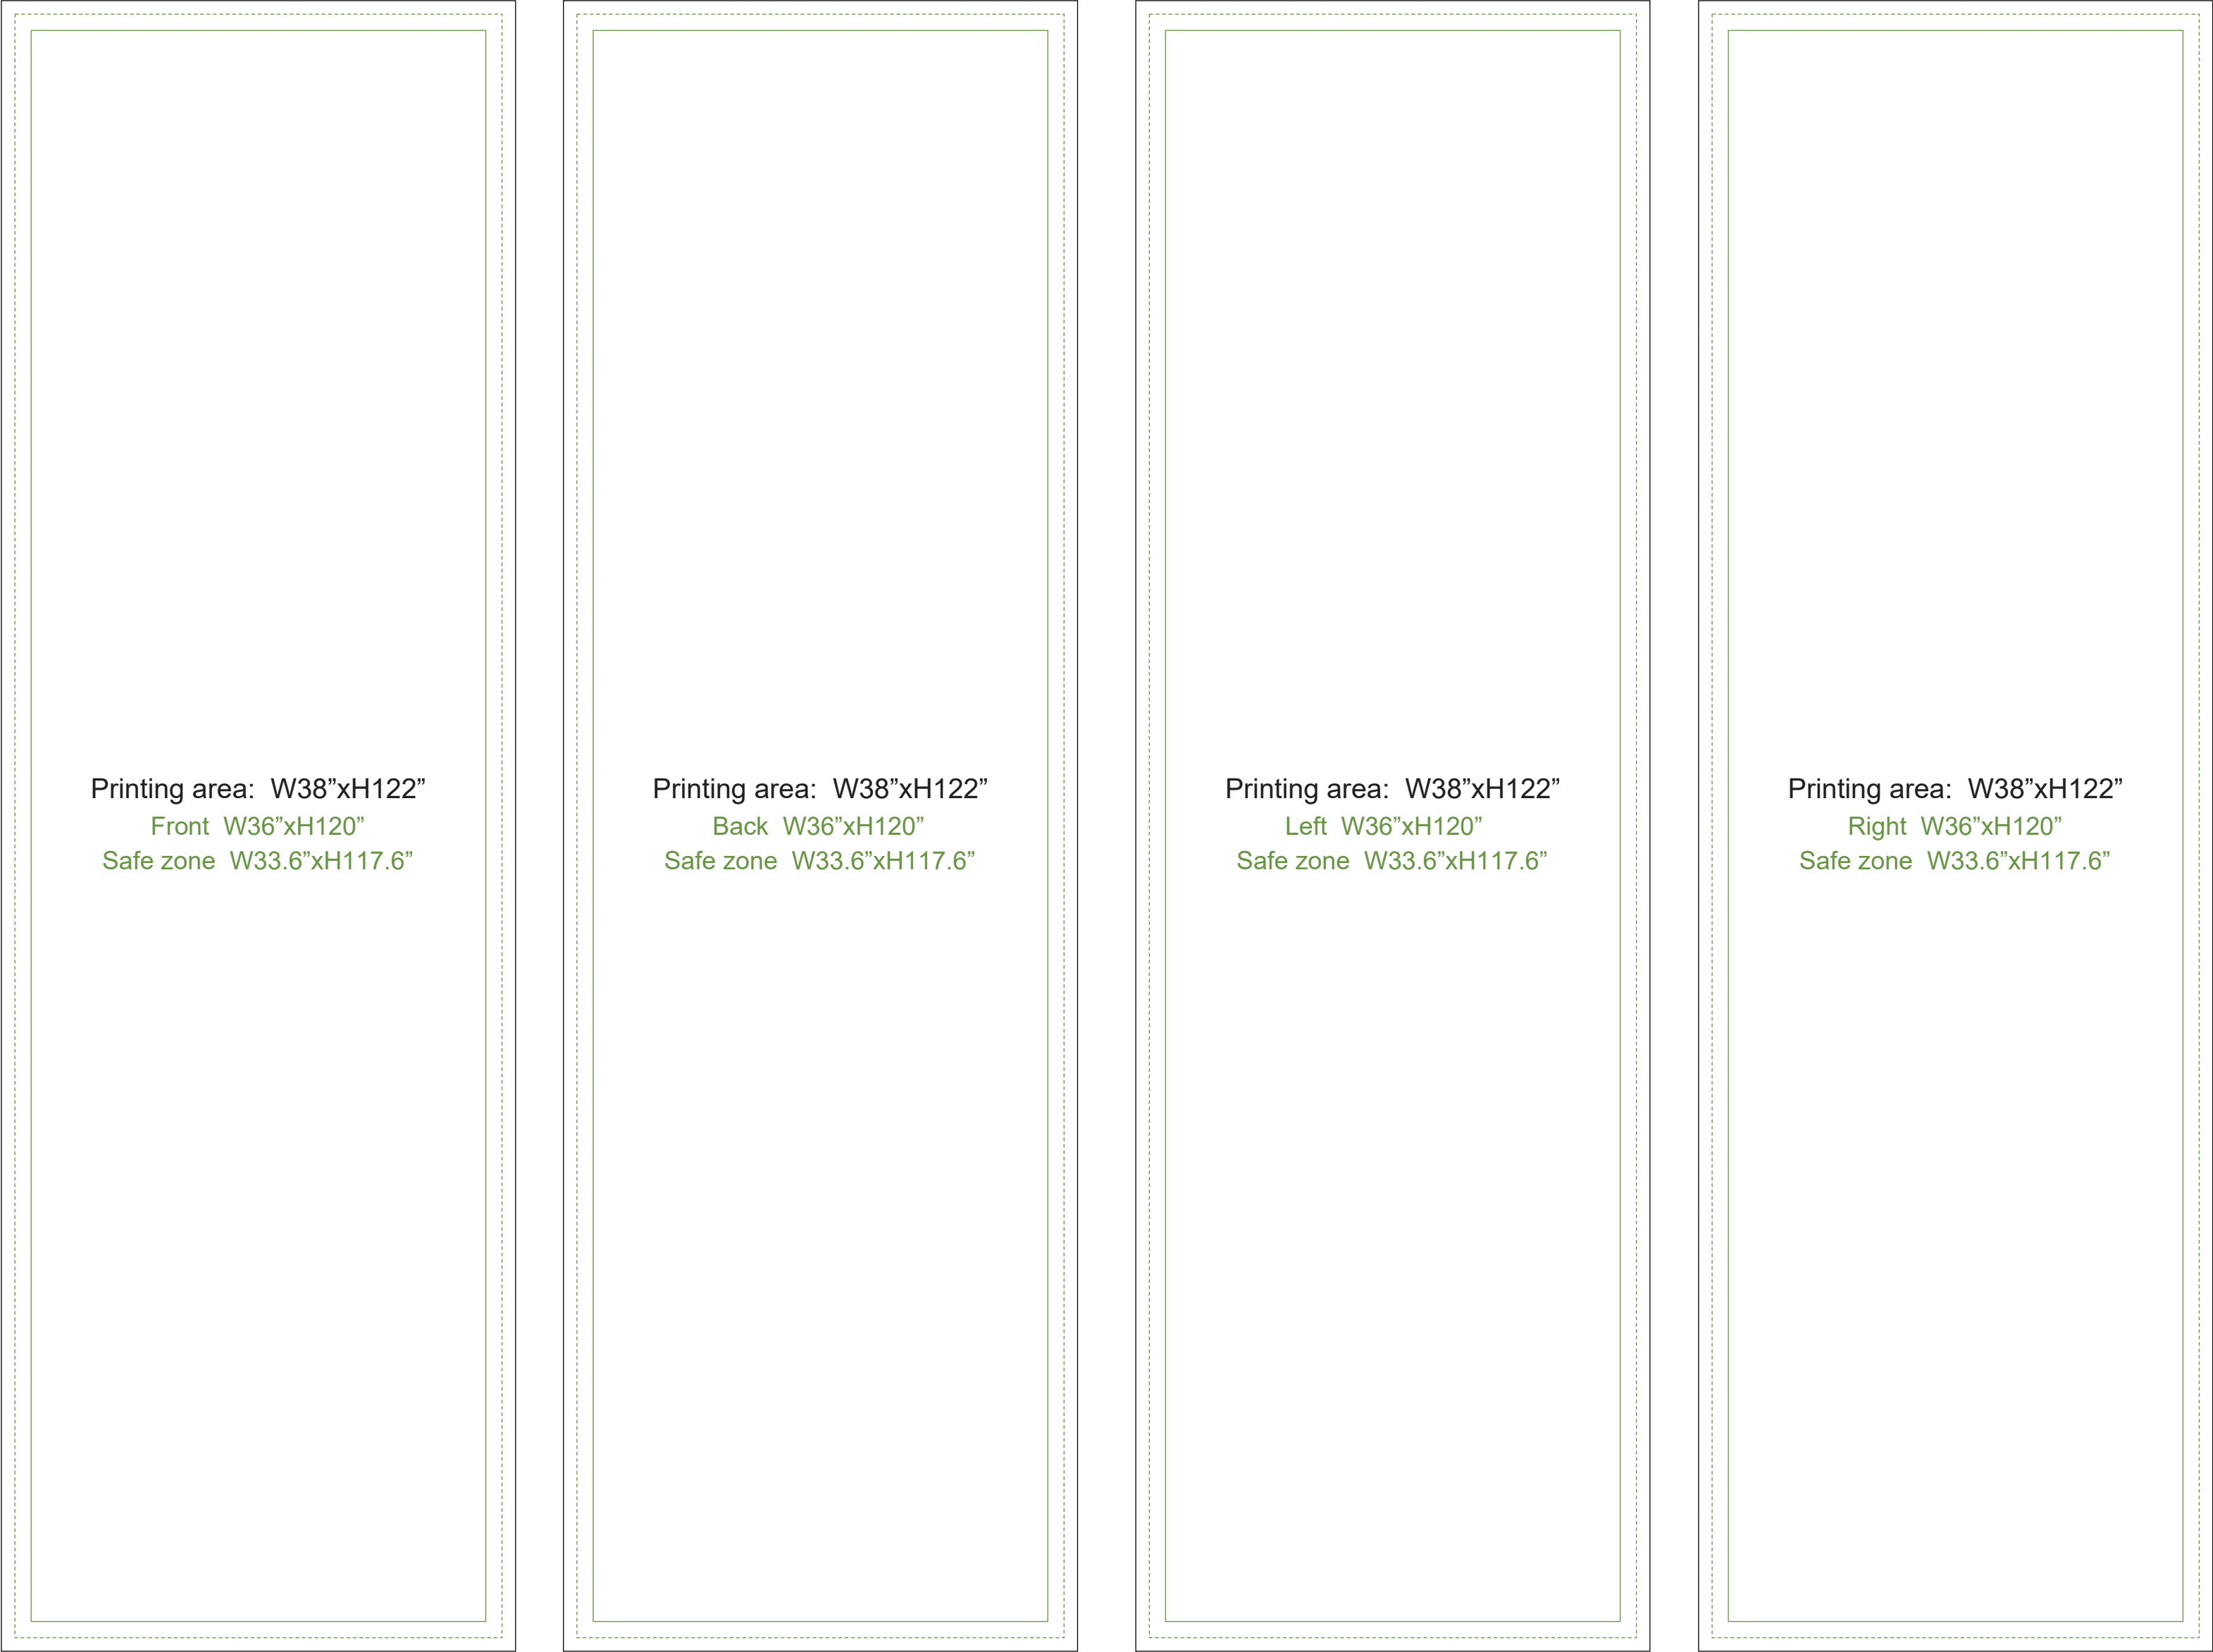 Printing area:  W38”xH122”
Front  W36”xH120”
Safe zone  W33.6”xH117.6”
Printing area:  W38”xH122”
Back  W36”xH120”
Safe zone  W33.6”xH117.6”
Printing area:  W38”xH122”
Left  W36”xH120”
Safe zone  W33.6”xH117.6”
Printing area:  W38”xH122”
Right  W36”xH120”
Safe zone  W33.6”xH117.6”